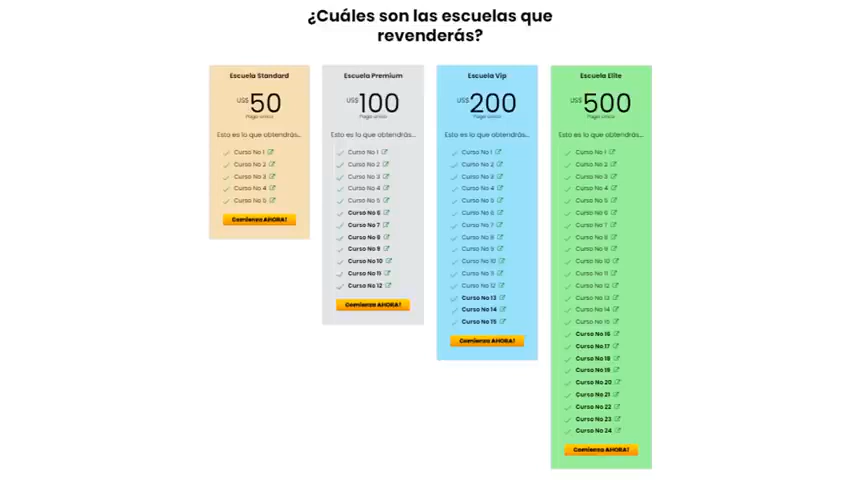 ¿Cuáles son las escuelas que
revenderás?
Escuela Standard
US$ 50
Pago único
Esto es lo que obtendrás...
Curso No 1
Curso No 2
Curso No 3
Curso No 4
Curso No 5
Comienza AHORA!
Escuela Premium
US$ 100
Pago único
Esto es lo que obtendrás...
Curso No 1
Curso No 2
Curso No 3
Curso No 4
Curso No 5
Curso No 6
Curso No 7
Curso No 8
Curso No 9
Curso No 10
Curso No 11
Curso No 12
Comienza AHORA!
Escuela Vip
US$ 200
Pago único
Esto es lo que obtendrás...
Curso No 1
Curso No 2
Curso No 3
Curso No 4
Curso No 5
Curso No 6
Curso No 7
Curso No 8
Curso No 9
Curso No 10
Curso No 11
Curso No 12
Curso No 13
Curso No 14
Curso No 15
Comienza AHORA!
Escuela Elite
US$ 500
Pago único
Esto es lo que obtendrás...
Curso No 1
Curso No 2
Curso No 3
Curso No 4
Curso No 5
Curso No 6
Curso No 7
Curso No 8
Curso No 9
Curso No 10
Curso No 11
Curso No 12
Curso No 13
Curso No 14
Curso No 15
Curso No 16
Curso No 17
Curso No 18
Curso No 19
Curso No 20
Curso No 21
Curso No 22
Curso No 23
Curso No 24
Comienza AHORA!